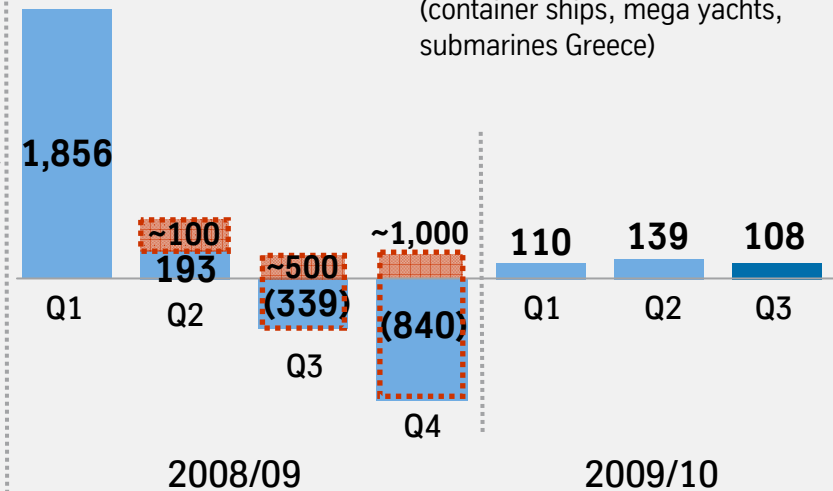 (container ships, mega yachts,
submarines Greece)
1,856
~100
193
~500
(339)
~1,000
(840)
110
139
108
Q1
Q2
Q3
Q4
Q1
Q2
Q3
2008/09
2009/10